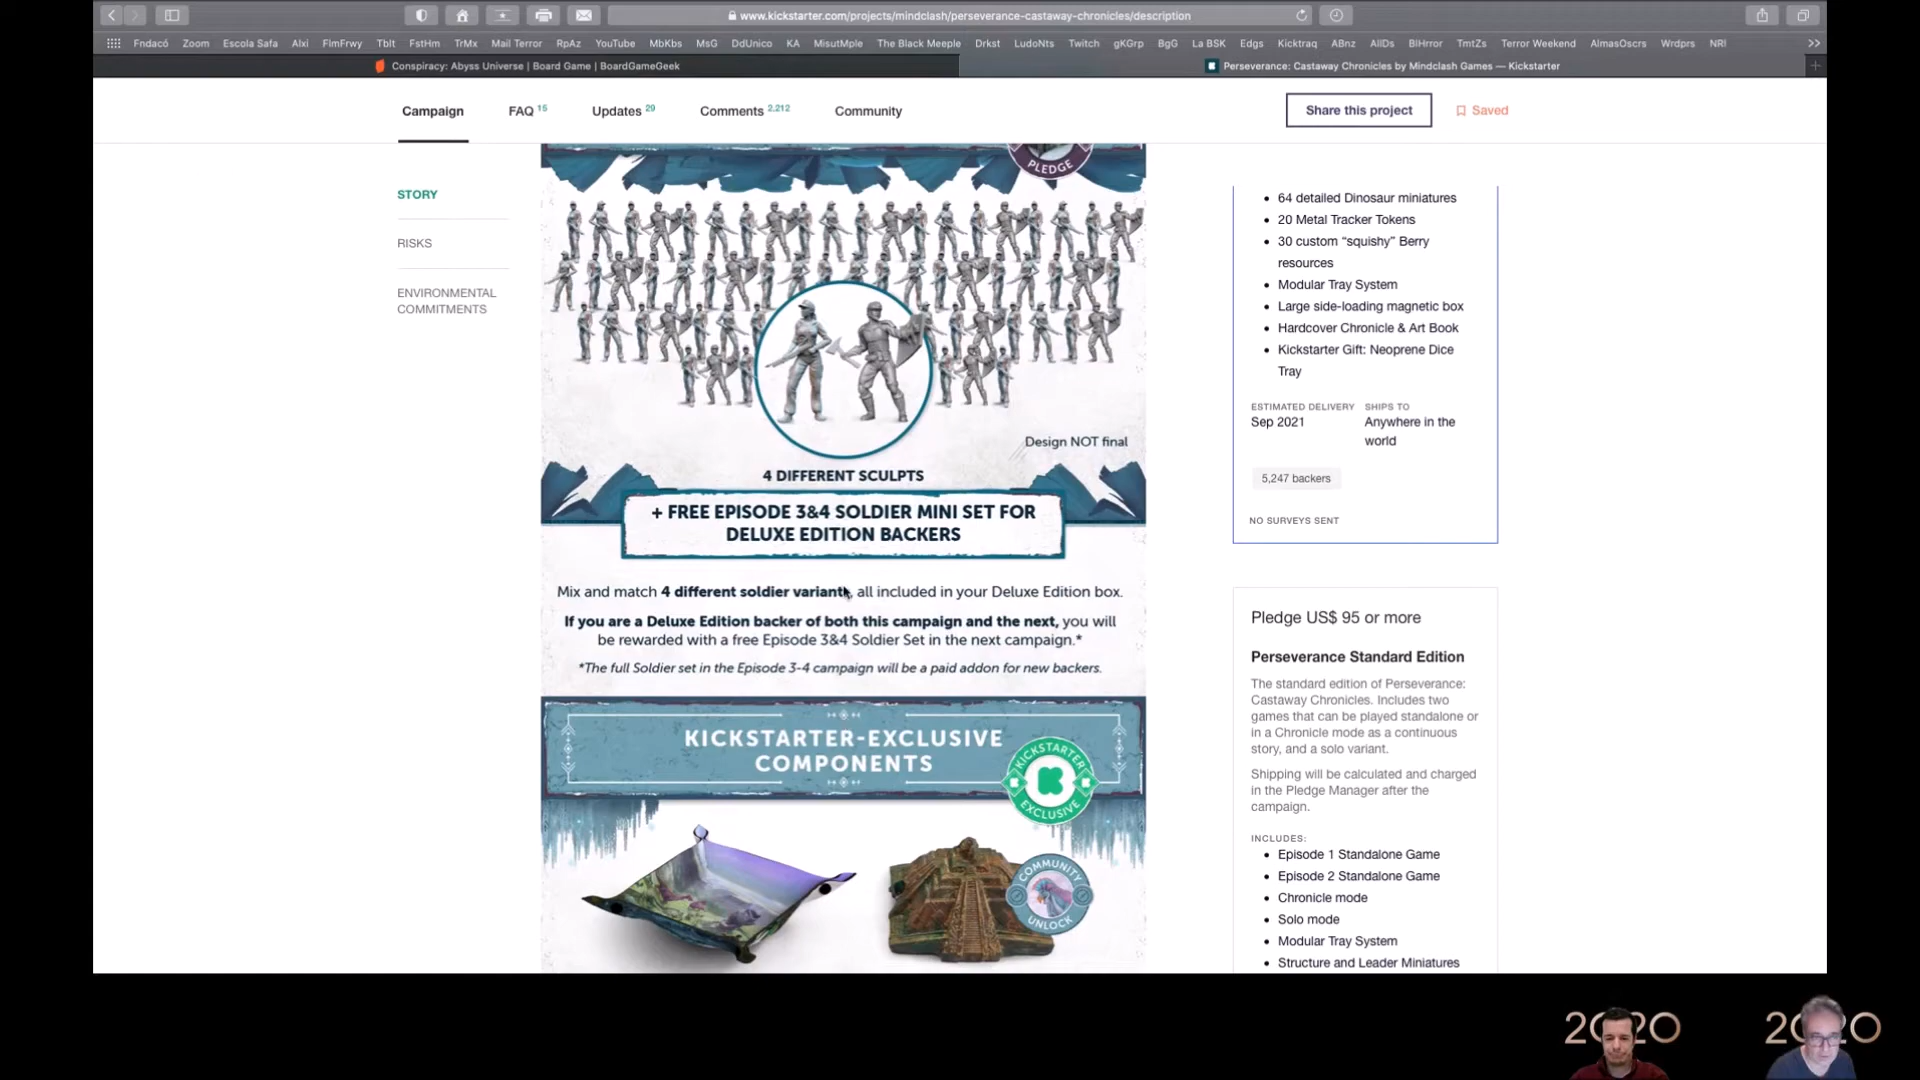 www.kickstarter.com/projects/mindclash/perseverance-castaway-chronicles/description
Fndacó Zoom Escola Safa Alxi FlmFrwy Tblt FstHm TrMx Mail Terror RpAz YouTube MbKbs MsG DdUnico KA MisutMple The Black Meeple Drkst LudoNts Twitch gKGrp BgG La BSK Edgs Kicktraq ABnz AllDs BlHrror TmtZs Terror Weekend AlmasOscrs Wrdprs NRI
Conspiracy: Abyss Universe | Board Game | BoardGameGeek
Perseverance: Castaway Chronicles by Mindclash Games — Kickstarter
Campaign FAQ 15 Updates 29 Comments 2,212 Community
Share this project
Saved
STORY
RISKS
ENVIRONMENTAL
COMMITMENTS
PLEDGE
Design NOT final
4 DIFFERENT SCULPTS
+ FREE EPISODE 3&4 SOLDIER MINI SET FOR
DELUXE EDITION BACKERS
Mix and match 4 different soldier variants, all included in your Deluxe Edition box.
If you are a Deluxe Edition backer of both this campaign and the next, you will
be rewarded with a free Episode 3&4 Soldier Set in the next campaign.*
*The full Soldier set in the Episode 3-4 campaign will be a paid addon for new backers.
KICKSTARTER-EXCLUSIVE
COMPONENTS
KICKSTARTER
EXCLUSIVE
COMMUNITY
UNLOCK
• 64 detailed Dinosaur miniatures
• 20 Metal Tracker Tokens
• 30 custom “squishy” Berry
resources
• Modular Tray System
• Large side-loading magnetic box
• Hardcover Chronicle & Art Book
• Kickstarter Gift: Neoprene Dice
Tray
ESTIMATED DELIVERY
Sep 2021
SHIPS TO
Anywhere in the
world
5,247 backers
NO SURVEYS SENT
Pledge US$ 95 or more
Perseverance Standard Edition
The standard edition of Perseverance:
Castaway Chronicles. Includes two
games that can be played standalone or
in a Chronicle mode as a continuous
story, and a solo variant.
Shipping will be calculated and charged
in the Pledge Manager after the
campaign.
INCLUDES:
• Episode 1 Standalone Game
• Episode 2 Standalone Game
• Chronicle mode
• Solo mode
• Modular Tray System
• Structure and Leader Miniatures
2020
2020